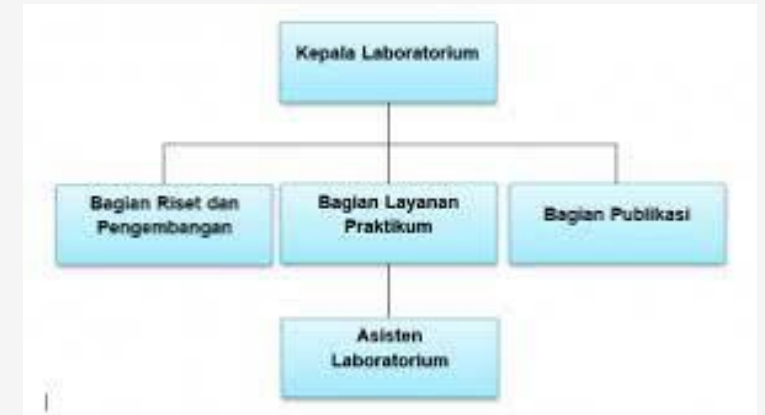 Kepala Laboratorium
Bagian Riset dan
Pengembangan
Bagian Layanan
Praktikum
Bagian Publikasi
Asisten
Laboratorium